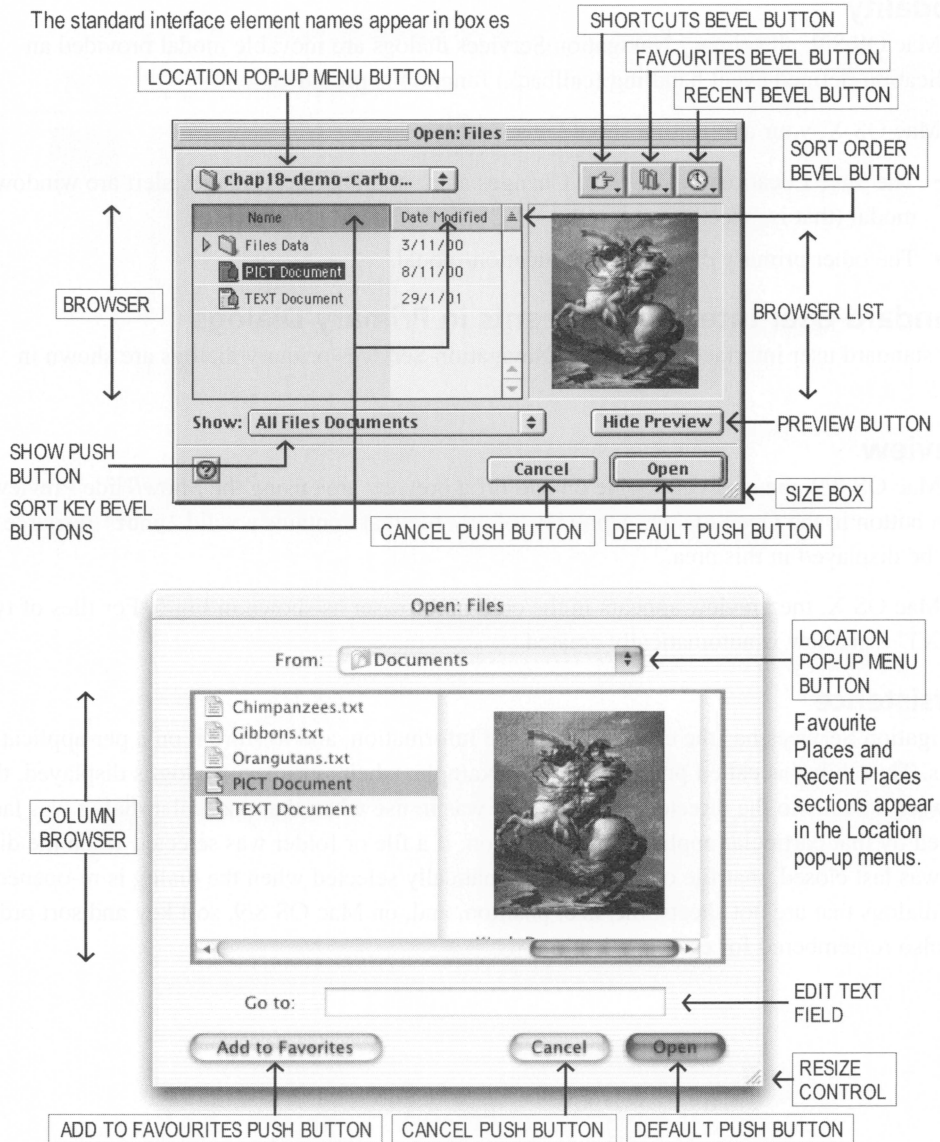 The standard interface element names appear in boxes
SHORTCUTS BEVEL BUTTON
FAVOURITES BEVEL BUTTON
LOCATION POP-UP MENU BUTTON
RECENT BEVEL BUTTON
Open: Files
SORT ORDER
BEVEL BUTTON
chap18-demo-carbo...
Name Date Modified
Files Data 3/11/00
PICT Document 8/11/00
TEXT Document 29/1/01
BROWSER
BROWSER LIST
Show: All Files Documents
Hide Preview
PREVIEW BUTTON
SHOW PUSH
BUTTON
Cancel
Open
SIZE BOX
SORT KEY BEVEL
BUTTONS
CANCEL PUSH BUTTON
DEFAULT PUSH BUTTON
Open: Files
From: Documents
LOCATION
POP-UP MENU
BUTTON
Chimpanzees.txt
Gibbons.txt
Orangutans.txt
PICT Document
TEXT Document
Favourite
Places and
Recent Places
sections appear
in the Location
pop-up menus.
COLUMN
BROWSER
Go to:
EDIT TEXT
FIELD
Add to Favorites
Cancel
Open
RESIZE
CONTROL
ADD TO FAVOURITES PUSH BUTTON
CANCEL PUSH BUTTON
DEFAULT PUSH BUTTON